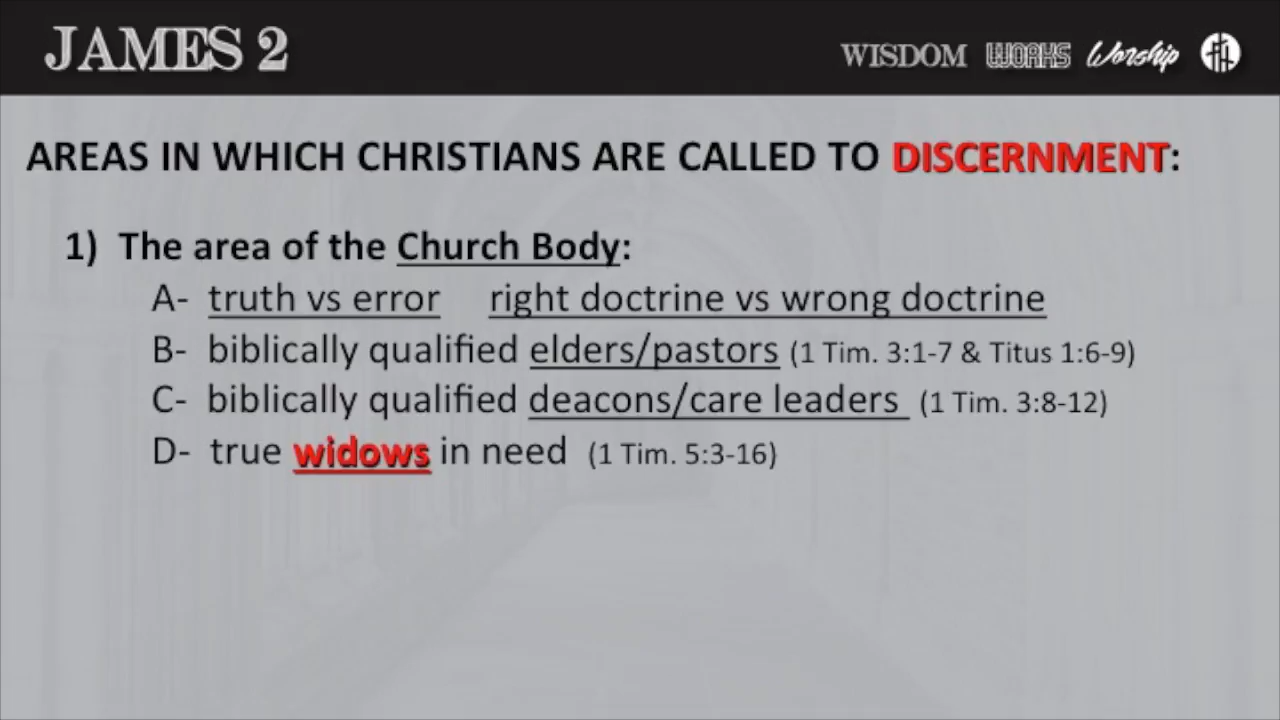 JAMES 2
WISDOM WORKS Worship
AREAS IN WHICH CHRISTIANS ARE CALLED TO DISCERNMENT:
1) The area of the Church Body:
A- truth vs error right doctrine vs wrong doctrine
B- biblically qualified elders/pastors (1 Tim. 3:1-7 & Titus 1:6-9)
C- biblically qualified deacons/care leaders (1 Tim. 3:8-12)
D- true widows in need (1 Tim. 5:3-16)